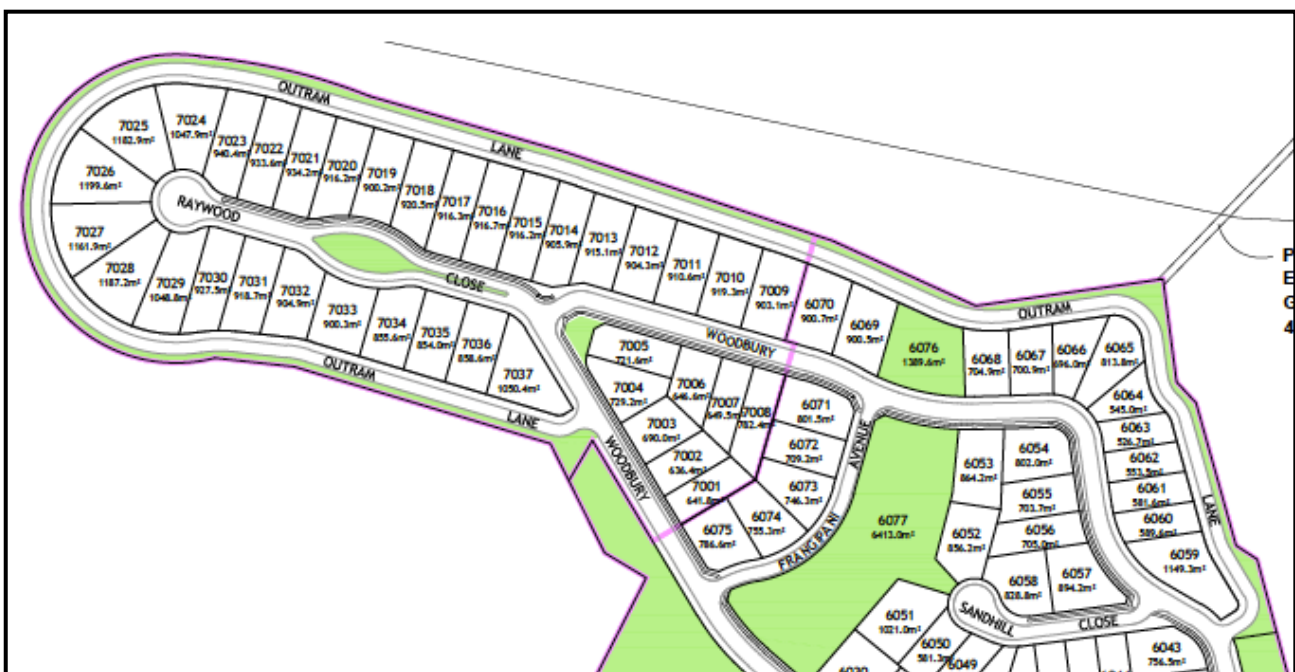 OUTRAM
LANE
7025
1182.9m²
7024
1047.9m²
7023
940.4m²
7022
933.6m²
7021
934.2m²
7020
916.2m²
7019
900.2m²
7018
920.5m²
7017
916.3m²
7016
916.7m²
7015
916.2m²
7014
905.9m²
7013
915.1m²
7012
904.3m²
7011
910.6m²
7010
919.3m²
7009
903.1m²
6070
900.7m²
6069
900.5m²
6076
1389.6m²
6068
704.9m²
6067
700.9m²
6066
696.0m²
6065
813.8m²
OUTRAM
7026
1199.6m²
RAYWOOD
CLOSE
7027
1161.9m²
7028
1187.2m²
7029
1048.8m²
7030
927.5m²
7031
918.7m²
7032
904.9m²
7033
900.3m²
7034
855.6m²
7035
854.0m²
7036
858.6m²
7037
1050.4m²
OUTRAM
LANE
WOODBURY
7005
721.6m²
7004
729.2m²
7006
646.6m²
7007
649.5m²
7008
782.4m²
7003
690.0m²
7002
636.4m²
7001
641.8m²
WOODBURY
6071
801.5m²
6072
709.2m²
6073
746.3m²
6074
755.3m²
6075
786.6m²
FRANGIPANI
AVENUE
6077
6413.0m²
6053
864.2m²
6054
802.0m²
6055
703.7m²
6056
705.0m²
6052
856.2m²
6058
828.8m²
6057
894.2m²
6064
545.0m²
6063
526.7m²
6062
553.5m²
6061
581.6m²
6060
589.6m²
6059
1149.3m²
LANE
SANDHILL
CLOSE
6051
1021.0m²
6050
581.3m²
6049
6043
756.5m²
P
E
G
4